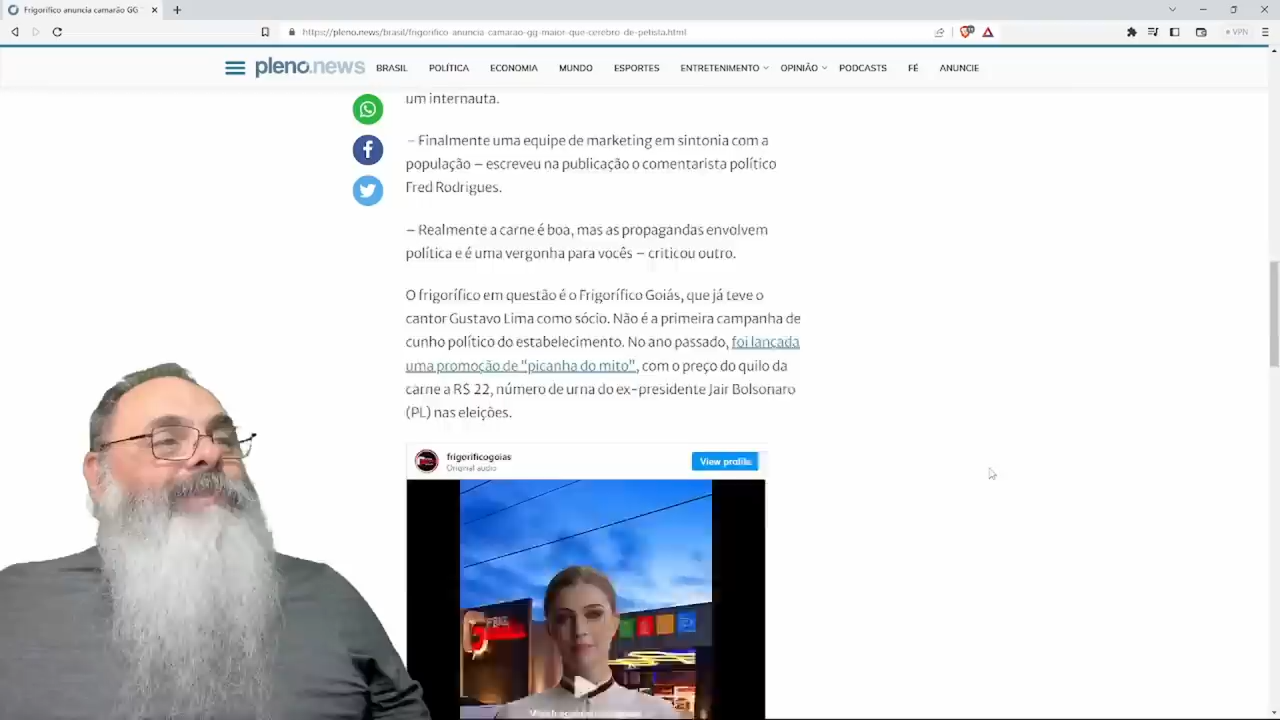 Frigorífico anuncia camarão GG
https://pleno.news/brasil/frigorifico-anuncia-camarao-gg-maior-que-cerebro-de-petista.html
VPN
pleno.news BRASIL POLÍTICA ECONOMIA MUNDO ESPORTES ENTRETENIMENTO OPINIÃO PODCASTS FÉ ANUNCIE
um internauta.
– Finalmente uma equipe de marketing em sintonia com a
população – escreveu na publicação o comentarista político
Fred Rodrigues.
– Realmente a carne é boa, mas as propagandas envolvem
política e é uma vergonha para vocês – criticou outro.
O frigorífico em questão é o Frigorífico Goiás, que já teve o
cantor Gustavo Lima como sócio. Não é a primeira campanha de
cunho político do estabelecimento. No ano passado, foi lançada
uma promoção de “picanha do mito”, com o preço do quilo da
carne a R$ 22, número de urna do ex-presidente Jair Bolsonaro
(PL) nas eleições.
frigorificogoias
Original audio
View profile